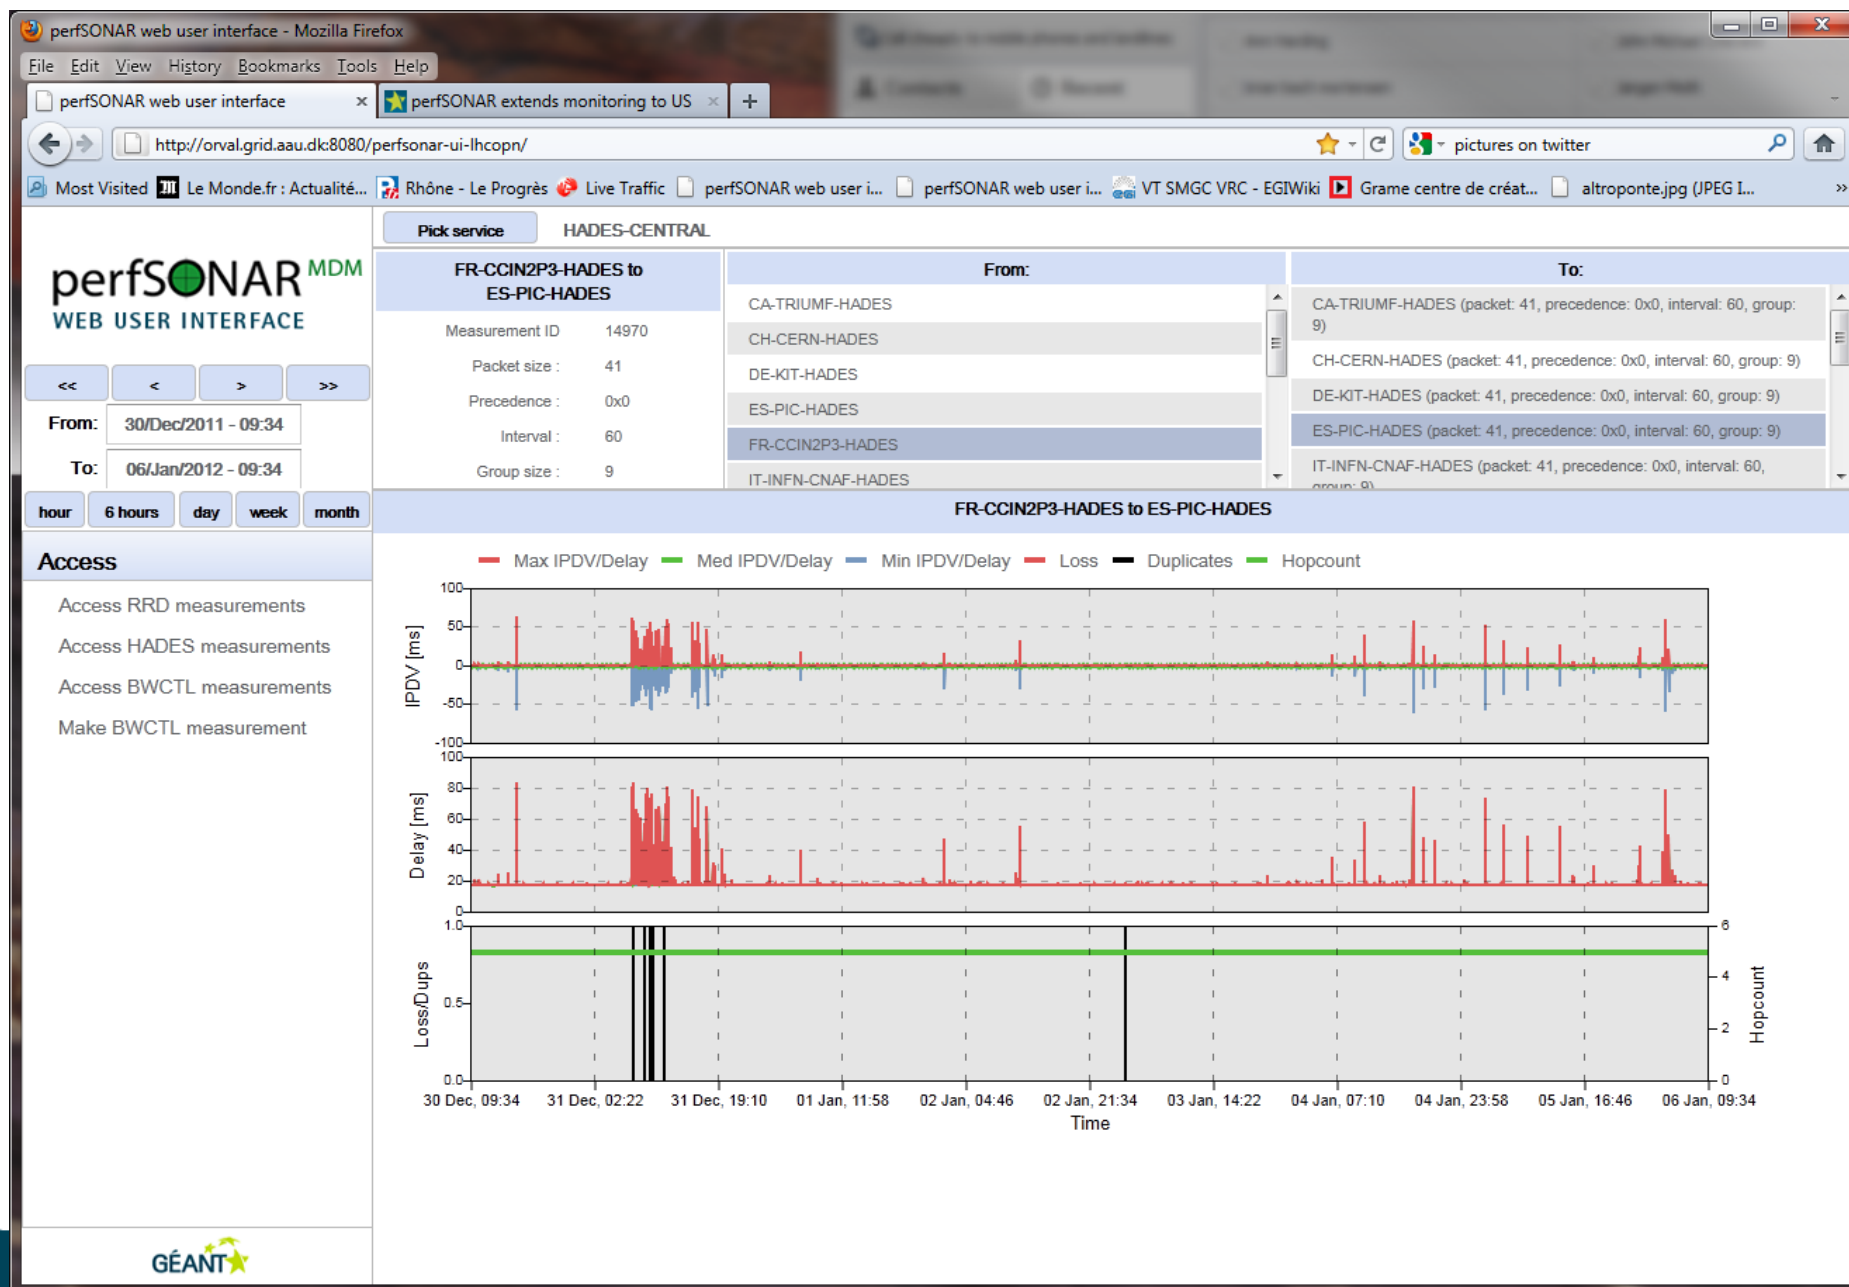 perfSONAR web user interface - Mozilla Firefox
File Edit View History Bookmarks Tools Help
perfSONAR web user interface x
perfSONAR extends monitoring to US x +
http://orval.grid.aau.dk:8080/perfsonar-ui-lhcopn/
pictures on twitter
Most Visited Le Monde.fr : Actualité... Rhône - Le Progrès Live Traffic perfSONAR web user i... perfSONAR web user i... VT SMGC VRC - EGIWiki Grame centre de créat... altroponte.jpg (JPEG I... »
perfSONAR MDM
WEB USER INTERFACE
<< < > >>
From: 30/Dec/2011 - 09:34
To: 06/Jan/2012 - 09:34
hour 6 hours day week month
Access
Access RRD measurements
Access HADES measurements
Access BWCTL measurements
Make BWCTL measurement
GÉANT
Pick service HADES-CENTRAL
FR-CCIN2P3-HADES to
ES-PIC-HADES
Measurement ID 14970
Packet size : 41
Precedence : 0x0
Interval : 60
Group size : 9
From:
CA-TRIUMF-HADES
CH-CERN-HADES
DE-KIT-HADES
ES-PIC-HADES
FR-CCIN2P3-HADES
IT-INFN-CNAF-HADES
To:
CA-TRIUMF-HADES (packet: 41, precedence: 0x0, interval: 60, group:
9)
CH-CERN-HADES (packet: 41, precedence: 0x0, interval: 60, group: 9)
DE-KIT-HADES (packet: 41, precedence: 0x0, interval: 60, group: 9)
ES-PIC-HADES (packet: 41, precedence: 0x0, interval: 60, group: 9)
IT-INFN-CNAF-HADES (packet: 41, precedence: 0x0, interval: 60,
group: 9)
FR-CCIN2P3-HADES to ES-PIC-HADES
Max IPDV/Delay Med IPDV/Delay Min IPDV/Delay Loss Duplicates Hopcount
IPDV [ms]
100
50
0
-50
-100
Delay [ms]
100
80
60
40
20
0
Loss/Dups
1.0
0.5
0.0
Hopcount
6
4
2
0
30 Dec, 09:34 31 Dec, 02:22 31 Dec, 19:10 01 Jan, 11:58 02 Jan, 04:46 02 Jan, 21:34 03 Jan, 14:22 04 Jan, 07:10 04 Jan, 23:58 05 Jan, 16:46 06 Jan, 09:34
Time